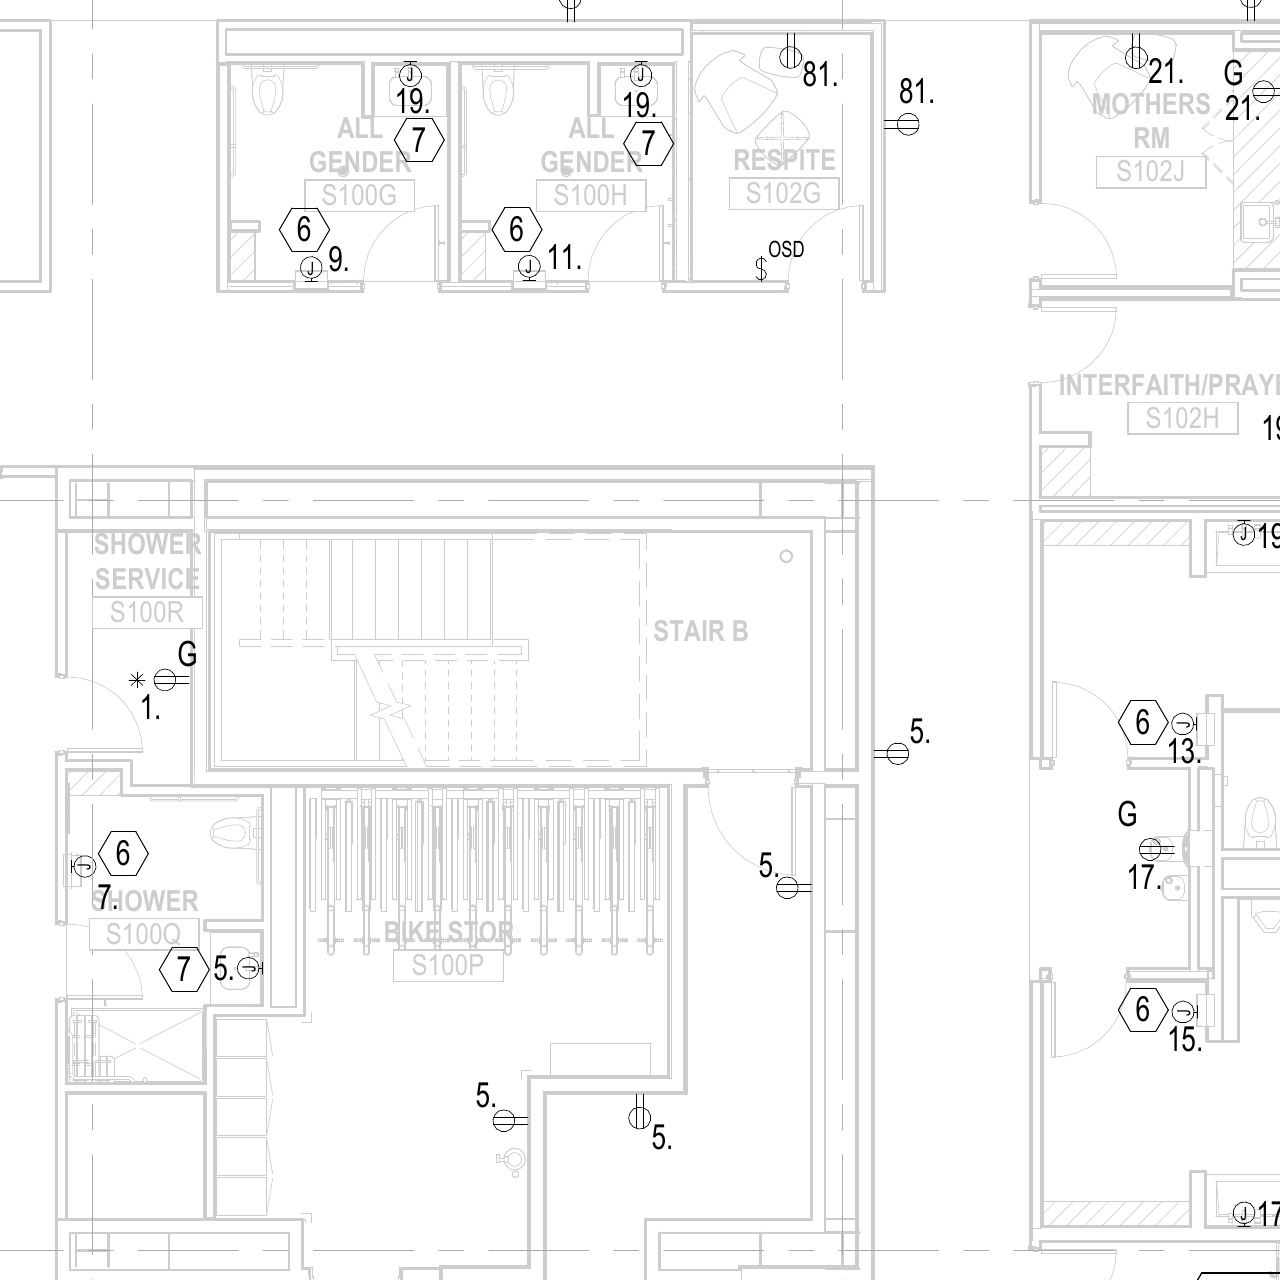 J
19.
7
J
19.
7
81.
81.
21.
G
21.
ALL
GENDER
S100G
ALL
GENDER
S100H
RESPITE
S102G
MOTHERS
RM
S102J
6
J
9.
6
J
11.
$
OSD
INTERFAITH/PRAYE
S102H
19
SHOWER
SERVICE
S100R
G
*
1.
STAIR B
J
19
5.
6
J
13.
G
17.
6
J
7.
SHOWER
S100Q
7
5.
J
5.
BIKE STOR
S100P
6
J
15.
5.
5.
J
17